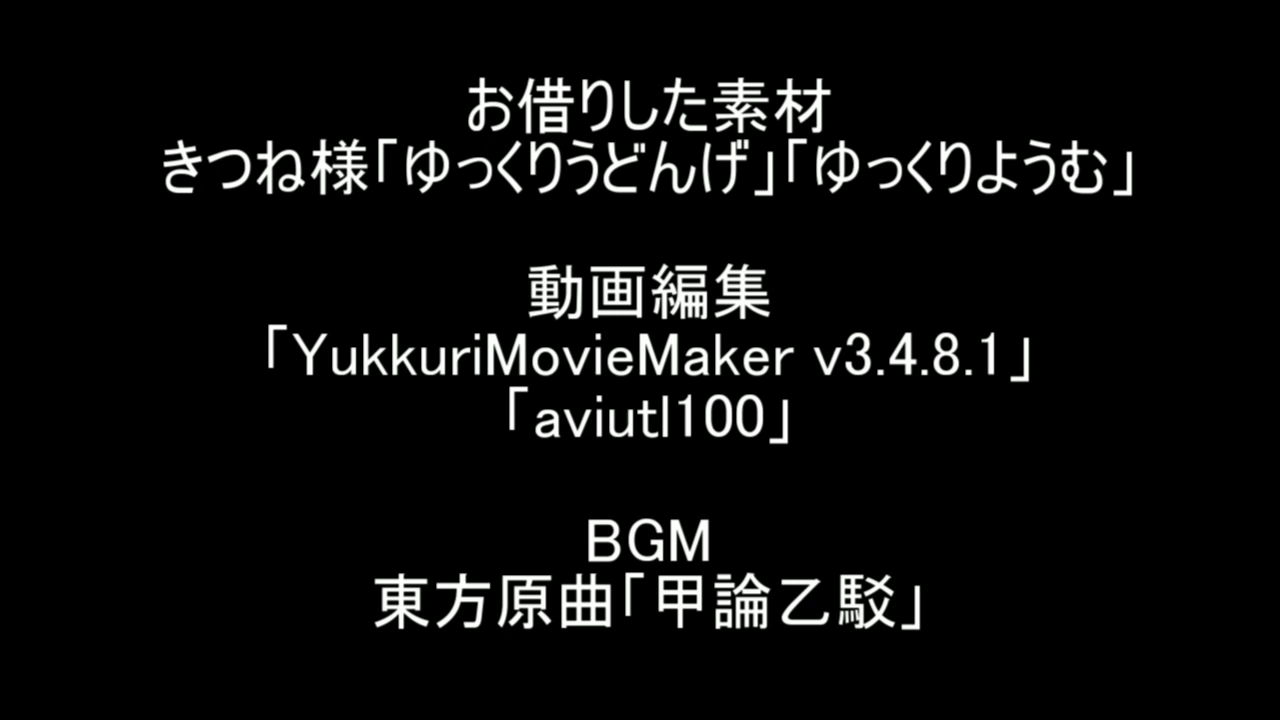 お借りした素材
きつね様「ゆっくりうどんげ」「ゆっくりようむ」
動画編集
「YukkuriMovieMaker v3.4.8.1」
「aviutl100」
BGM
東方原曲「甲論乙駁」